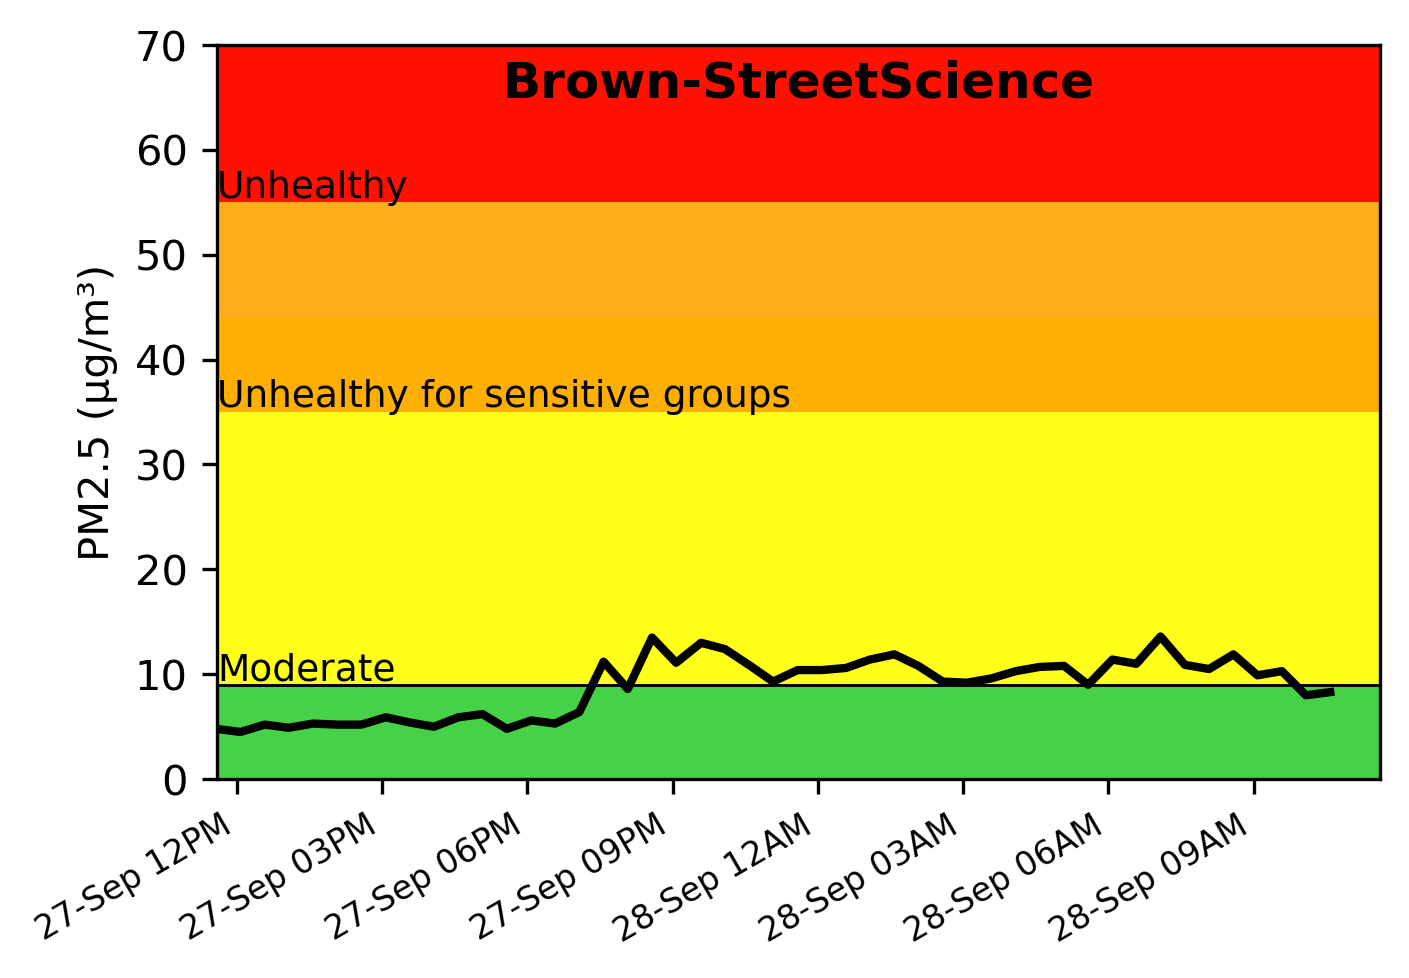 Brown-StreetScience
PM2.5 (µg/m³)
70
60
50
40
30
20
10
0
Unhealthy
Unhealthy for sensitive groups
Moderate
27-Sep 12PM
27-Sep 03PM
27-Sep 06PM
27-Sep 09PM
28-Sep 12AM
28-Sep 03AM
28-Sep 06AM
28-Sep 09AM